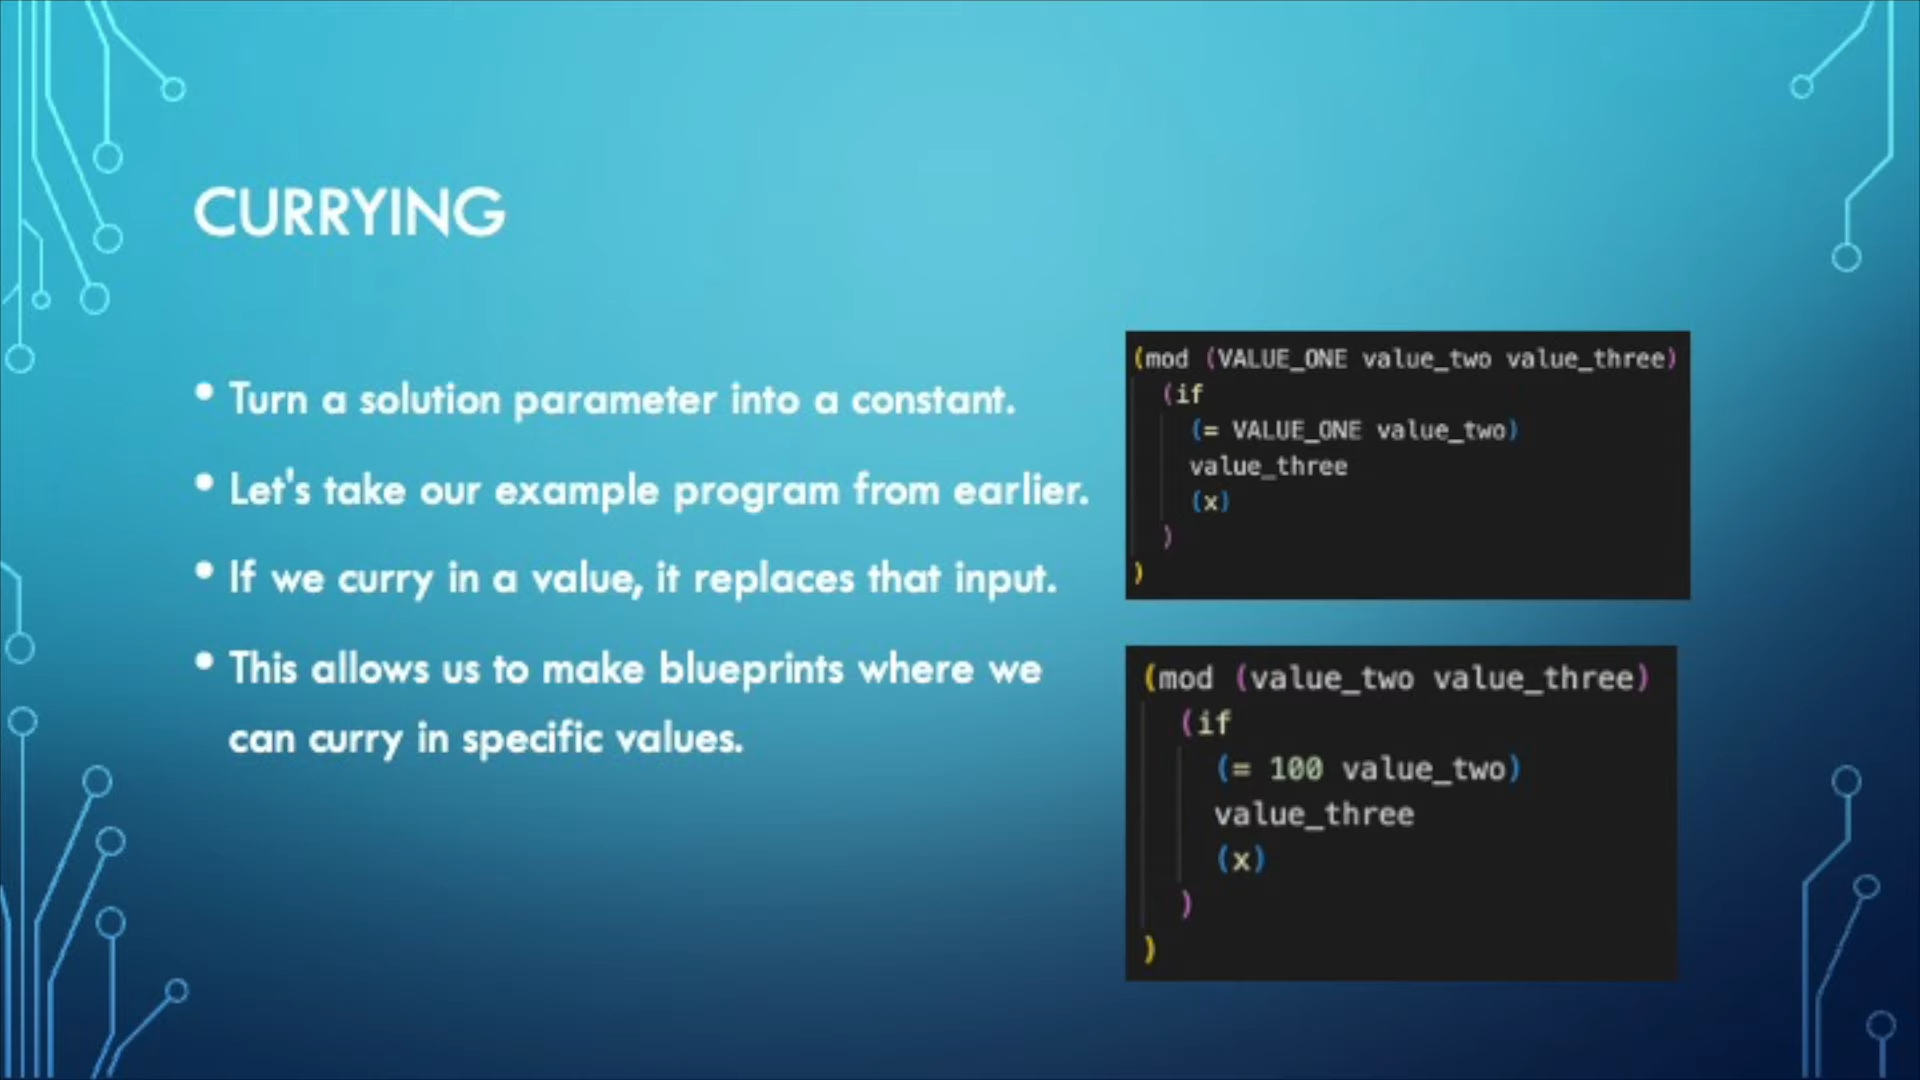 CURRYING
• Turn a solution parameter into a constant.
• Let's take our example program from earlier.
• If we curry in a value, it replaces that input.
• This allows us to make blueprints where we
can curry in specific values.
(mod (VALUE_ONE value_two value_three)
(if
(= VALUE_ONE value_two)
value_three
(x)
)
)
(mod (value_two value_three)
(if
(= 100 value_two)
value_three
(x)
)
)